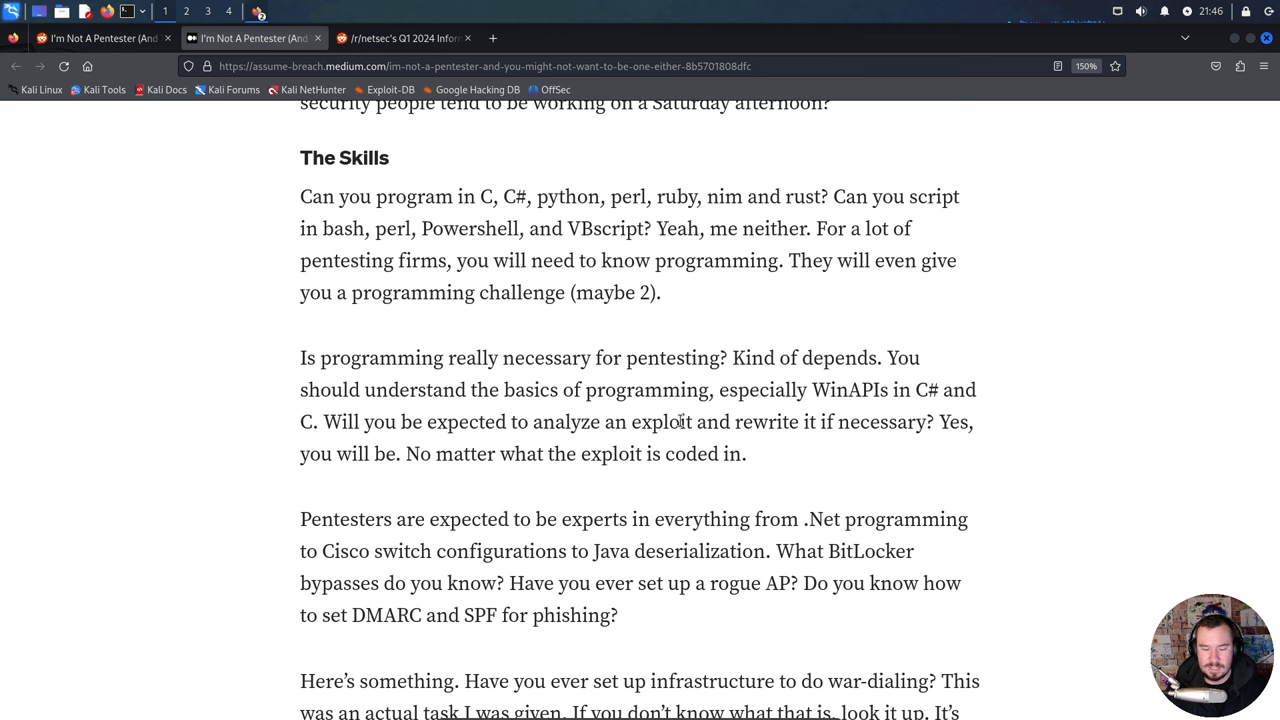 1
2
3
4
2
21:46
I'm Not A Pentester (And
I'm Not A Pentester (And
/r/netsec's Q1 2024 Infor
https://assume-breach.medium.com/im-not-a-pentester-and-you-might-not-want-to-be-one-either-8b5701808dfc
150%
Kali Linux
Kali Tools
Kali Docs
Kali Forums
Kali NetHunter
Exploit-DB
Google Hacking DB
OffSec
security people tend to be working on a Saturday afternoon?
The Skills
Can you program in C, C#, python, perl, ruby, nim and rust? Can you script
in bash, perl, Powershell, and VBscript? Yeah, me neither. For a lot of
pentesting firms, you will need to know programming. They will even give
you a programming challenge (maybe 2).
Is programming really necessary for pentesting? Kind of depends. You
should understand the basics of programming, especially WinAPIs in C# and
C. Will you be expected to analyze an exploit and rewrite it if necessary? Yes,
you will be. No matter what the exploit is coded in.
Pentesters are expected to be experts in everything from .Net programming
to Cisco switch configurations to Java deserialization. What BitLocker
bypasses do you know? Have you ever set up a rogue AP? Do you know how
to set DMARC and SPF for phishing?
Here's something. Have you ever set up infrastructure to do war-dialing? This
was an actual task I was given. If you don't know what that is, look it up. It's